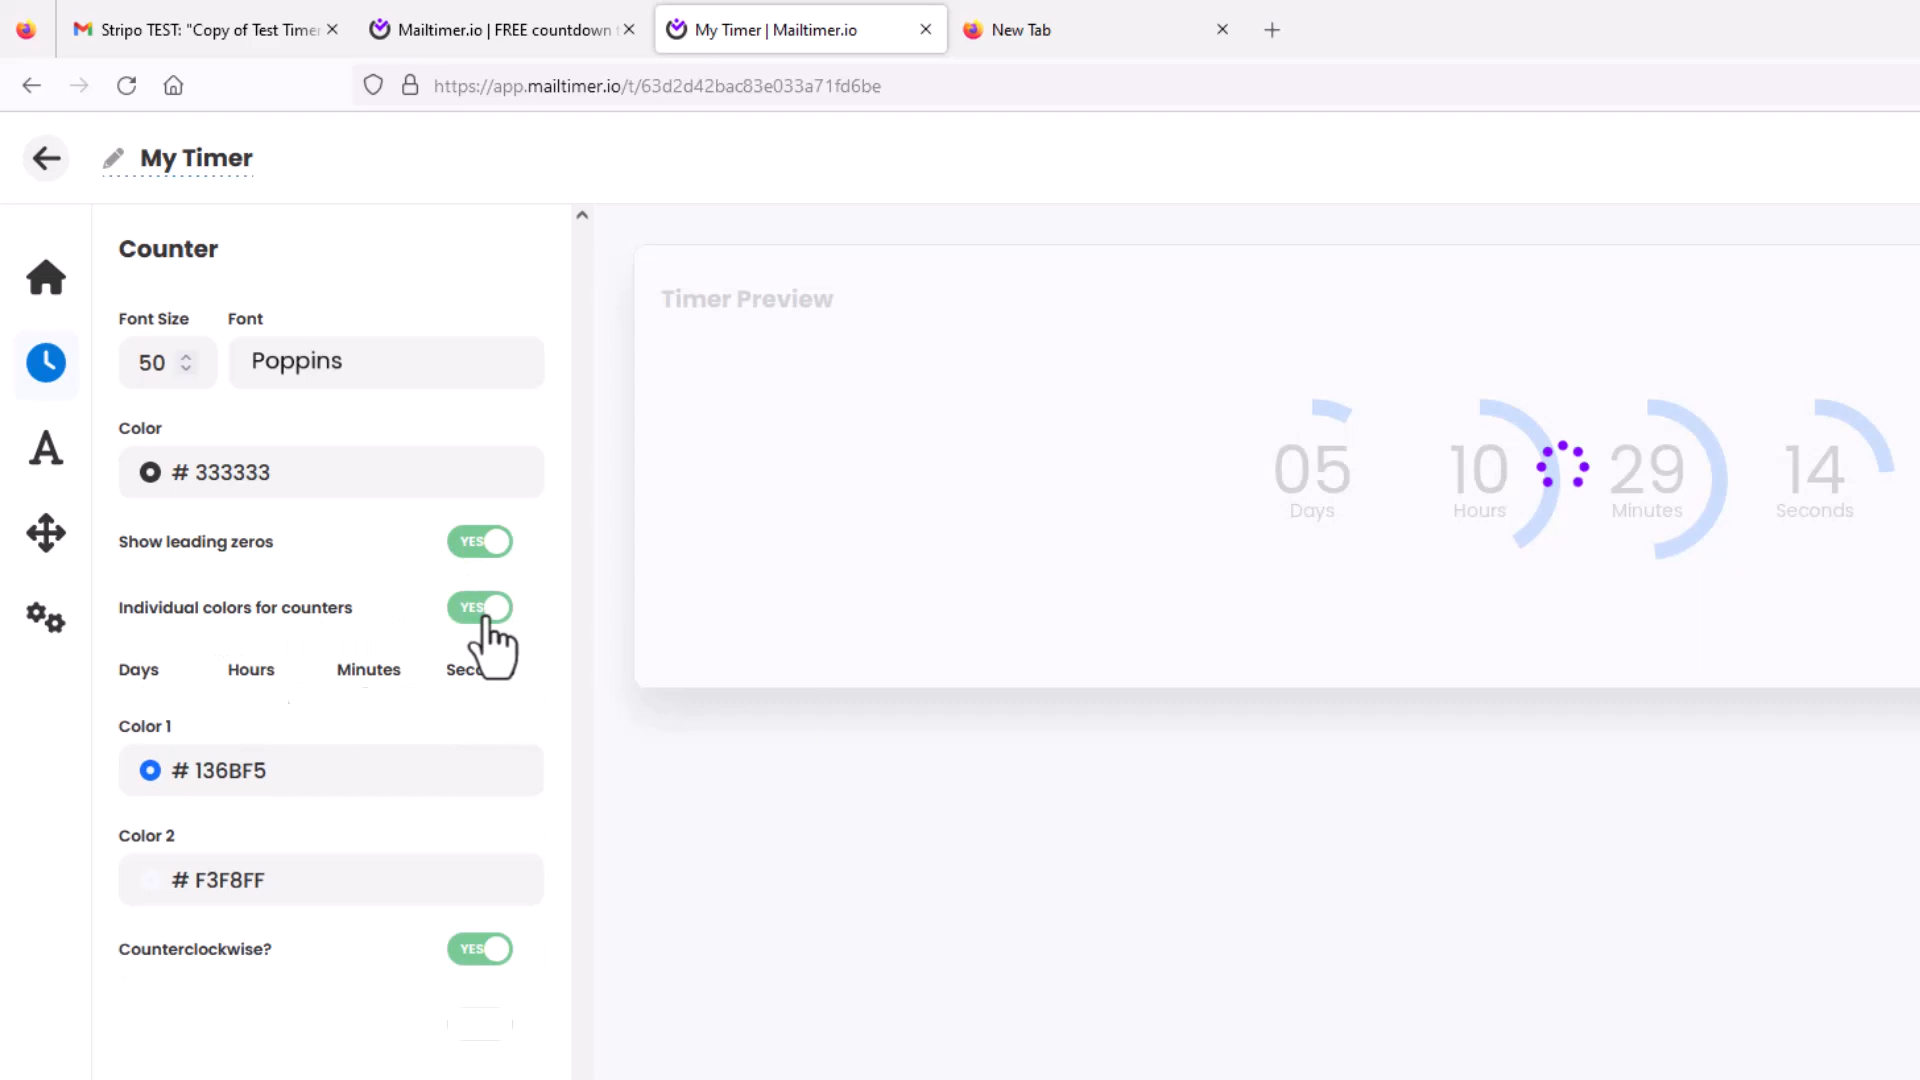 Stripo TEST: "Copy of Test Timer
Mailtimer.io | FREE countdown
My Timer | Mailtimer.io
New Tab
https://app.mailtimer.io/t/63d2d42bac83e033a71fd6be
My Timer
Counter
Font Size Font
50 Poppins
Color
# 333333
Show leading zeros YES
Individual colors for counters YES
Days Hours Minutes
Color 1
# 136BF5
Color 2
# F3F8FF
Counterclockwise? YES
Timer Preview
05 10 29 14
Days Hours Minutes Seconds